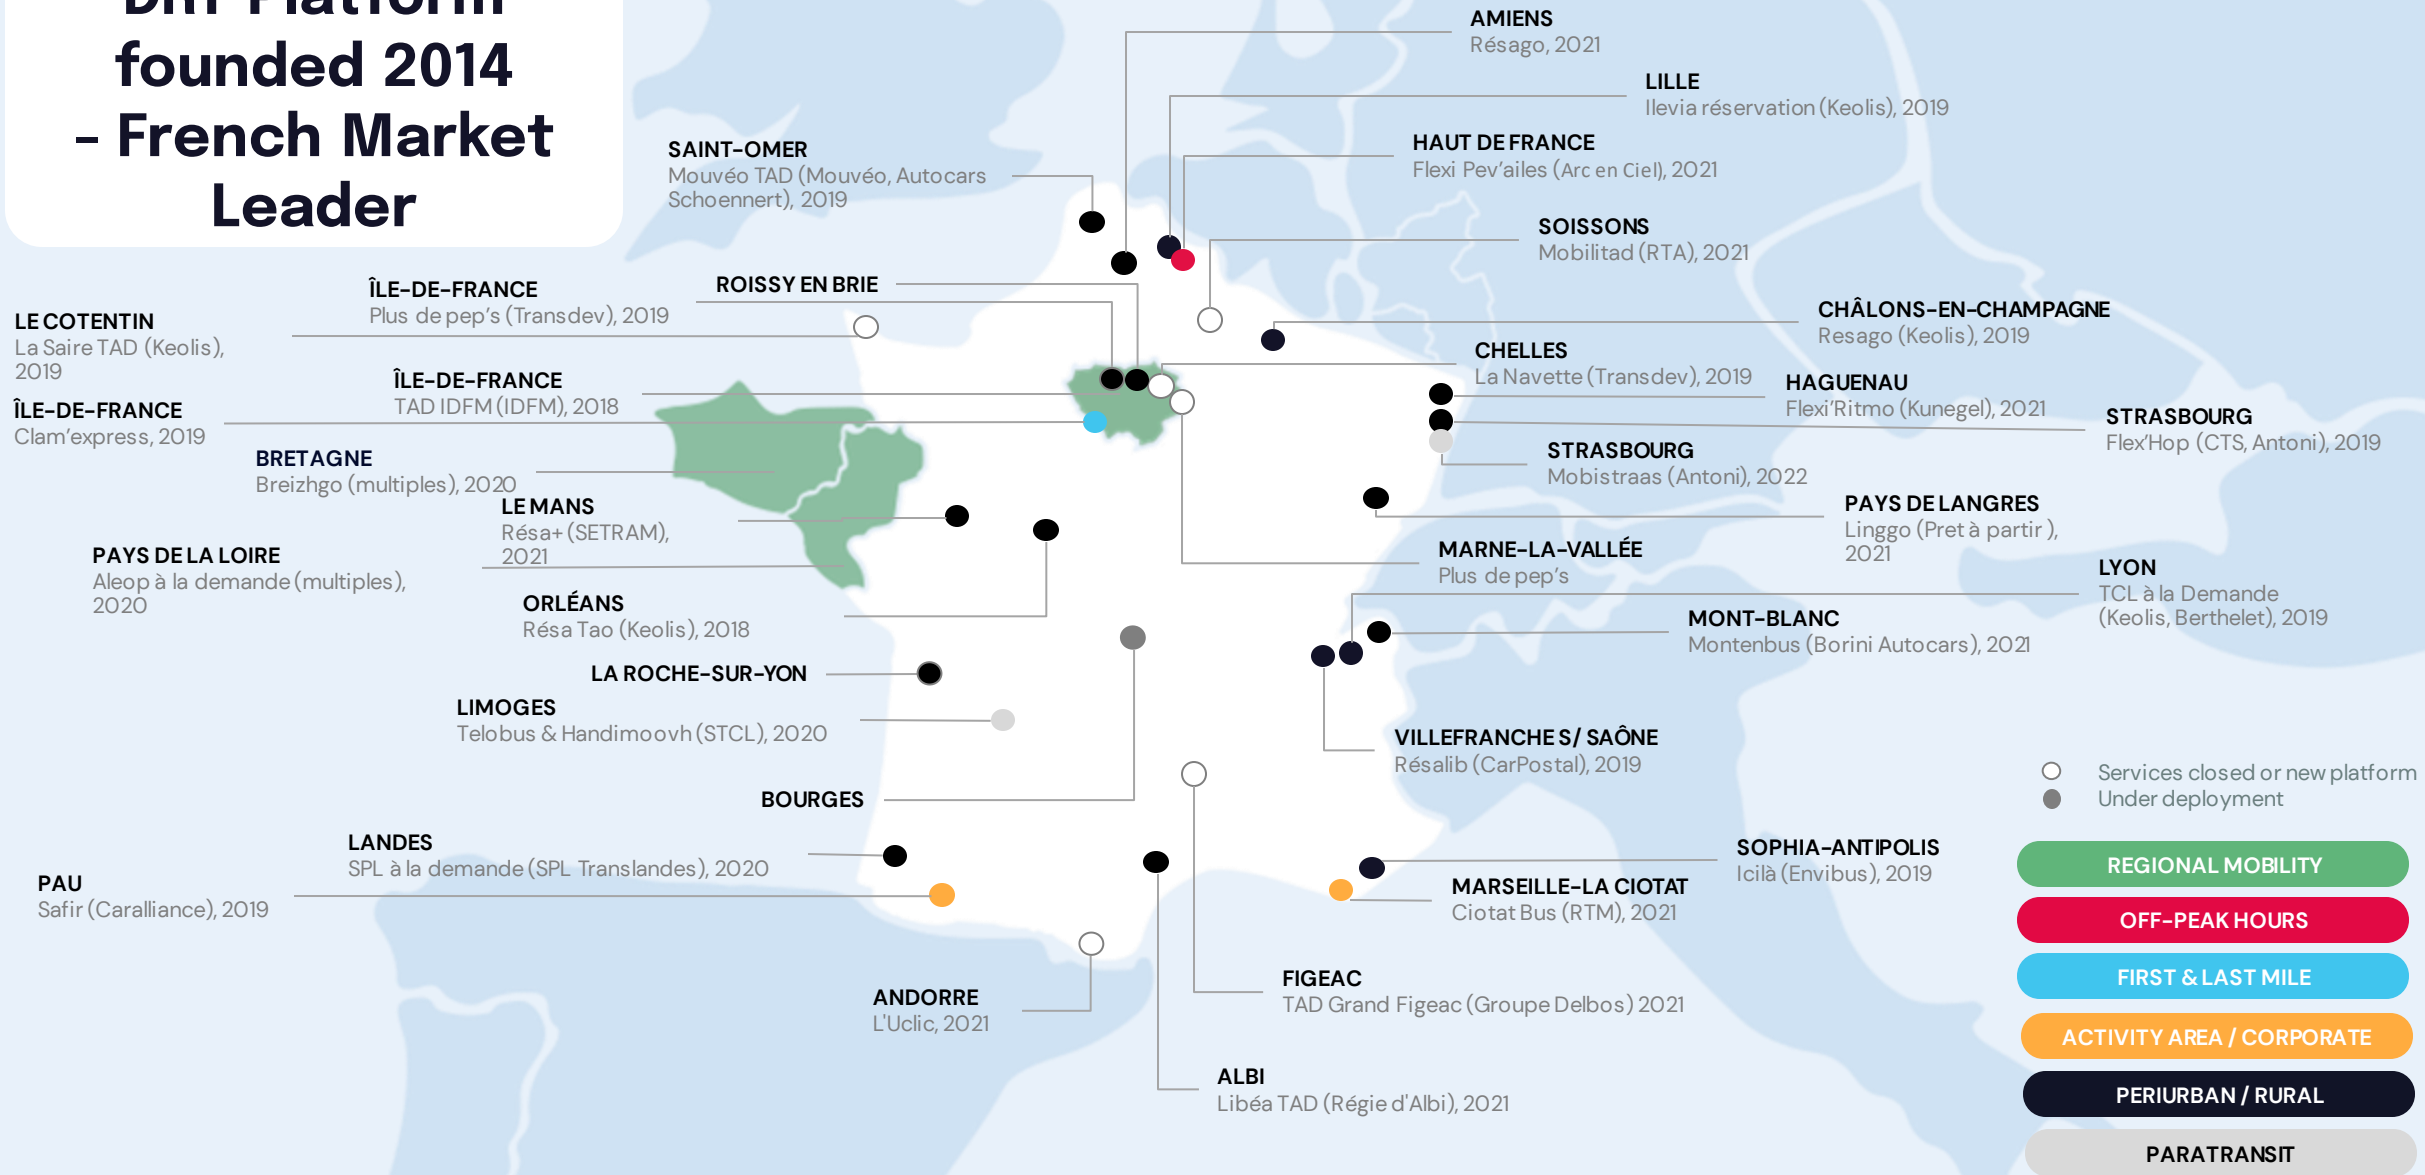 DRT Platform
founded 2014
– French Market
Leader
AMIENS
Résago, 2021
LILLE
Ilevia réservation (Keolis), 2019
SAINT-OMER
Mouvéo TAD (Mouvéo, Autocars
Schoennert), 2019
HAUT DE FRANCE
Flexi Pev’ailes (Arc en Ciel), 2021
SOISSONS
Mobilitad (RTA), 2021
ÎLE-DE-FRANCE
Plus de pep’s (Transdev), 2019
ROISSY EN BRIE
LE COTENTIN
La Saire TAD (Keolis),
2019
CHÂLONS-EN-CHAMPAGNE
Resago (Keolis), 2019
CHELLES
La Navette (Transdev), 2019
ÎLE-DE-FRANCE
TAD IDFM (IDFM), 2018
HAGUENAU
Flexi’Ritmo (Kunegel), 2021
ÎLE-DE-FRANCE
Clam’express, 2019
STRASBOURG
Flex’Hop (CTS, Antoni), 2019
BRETAGNE
Breizhgo (multiples), 2020
STRASBOURG
Mobistraas (Antoni), 2022
LE MANS
Résa+ (SETRAM),
2021
PAYS DE LANGRES
Linggo (Pret à partir ),
2021
PAYS DE LA LOIRE
Aleop à la demande (multiples),
2020
MARNE-LA-VALLÉE
Plus de pep’s
LYON
TCL à la Demande
(Keolis, Berthelet), 2019
ORLÉANS
Résa Tao (Keolis), 2018
MONT-BLANC
Montenbus (Borini Autocars), 2021
LA ROCHE-SUR-YON
LIMOGES
Telobus & Handimoovh (STCL), 2020
VILLEFRANCHE S/ SAÔNE
Résalib (CarPostal), 2019
BOURGES
LANDES
SPL à la demande (SPL Translandes), 2020
PAU
Safir (Caralliance), 2019
SOPHIA-ANTIPOLIS
Icilà (Envibus), 2019
MARSEILLE-LA CIOTAT
Ciotat Bus (RTM), 2021
ANDORRE
L'Uclic, 2021
FIGEAC
TAD Grand Figeac (Groupe Delbos) 2021
ALBI
Libéa TAD (Régie d'Albi), 2021
Services closed or new platform
Under deployment
REGIONAL MOBILITY
OFF-PEAK HOURS
FIRST & LAST MILE
ACTIVITY AREA / CORPORATE
PERIURBAN / RURAL
PARATRANSIT